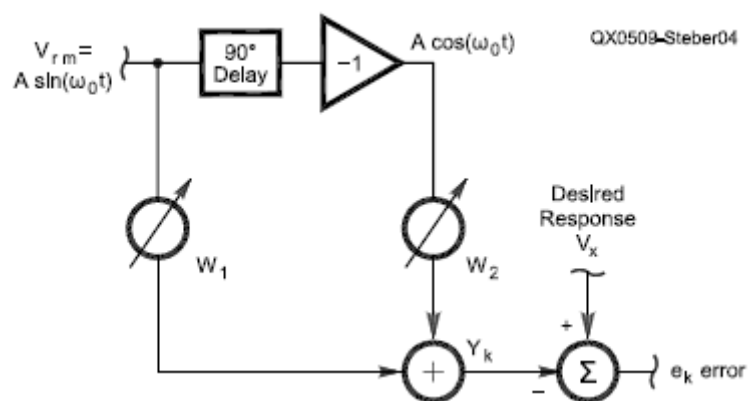 V r m =
A sin(ω₀t)
90°
Delay
–1
A cos(ω₀t)
QX0509-Steber04
W₁
W₂
Desired
Response
Vₓ
+
+
Yₖ
–
Σ
eₖ error